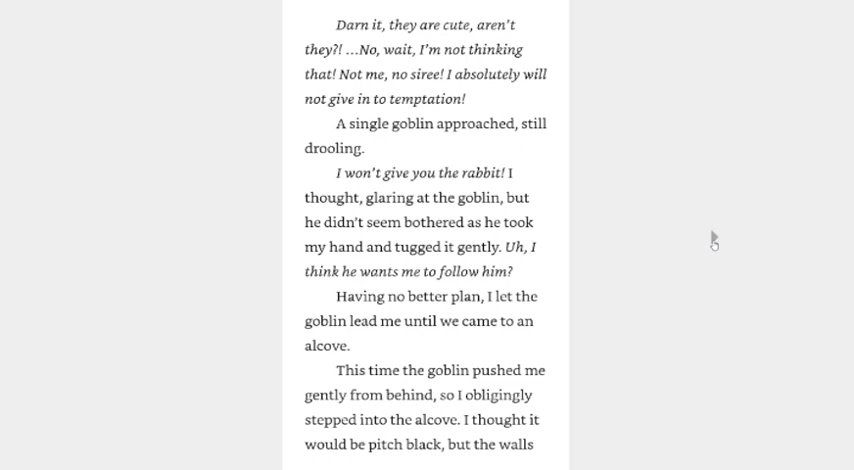 Darn it, they are cute, aren't
they?! …No, wait, I'm not thinking
that! Not me, no siree! I absolutely will
not give in to temptation!
A single goblin approached, still
drooling.
I won't give you the rabbit! I
thought, glaring at the goblin, but
he didn't seem bothered as he took
my hand and tugged it gently. Uh, I
think he wants me to follow him?
Having no better plan, I let the
goblin lead me until we came to an
alcove.
This time the goblin pushed me
gently from behind, so I obligingly
stepped into the alcove. I thought it
would be pitch black, but the walls